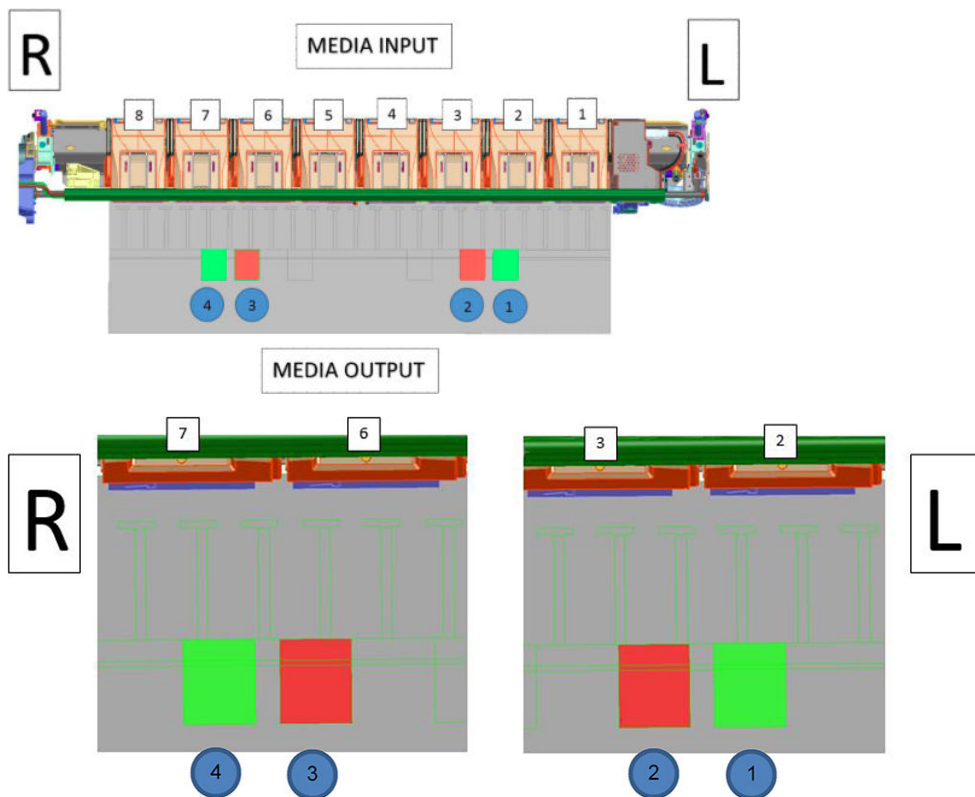 R
MEDIA INPUT
L
8 7 6 5 4 3 2 1
4 3 2 1
MEDIA OUTPUT
R
7 6
3 2
L
4 3
2 1